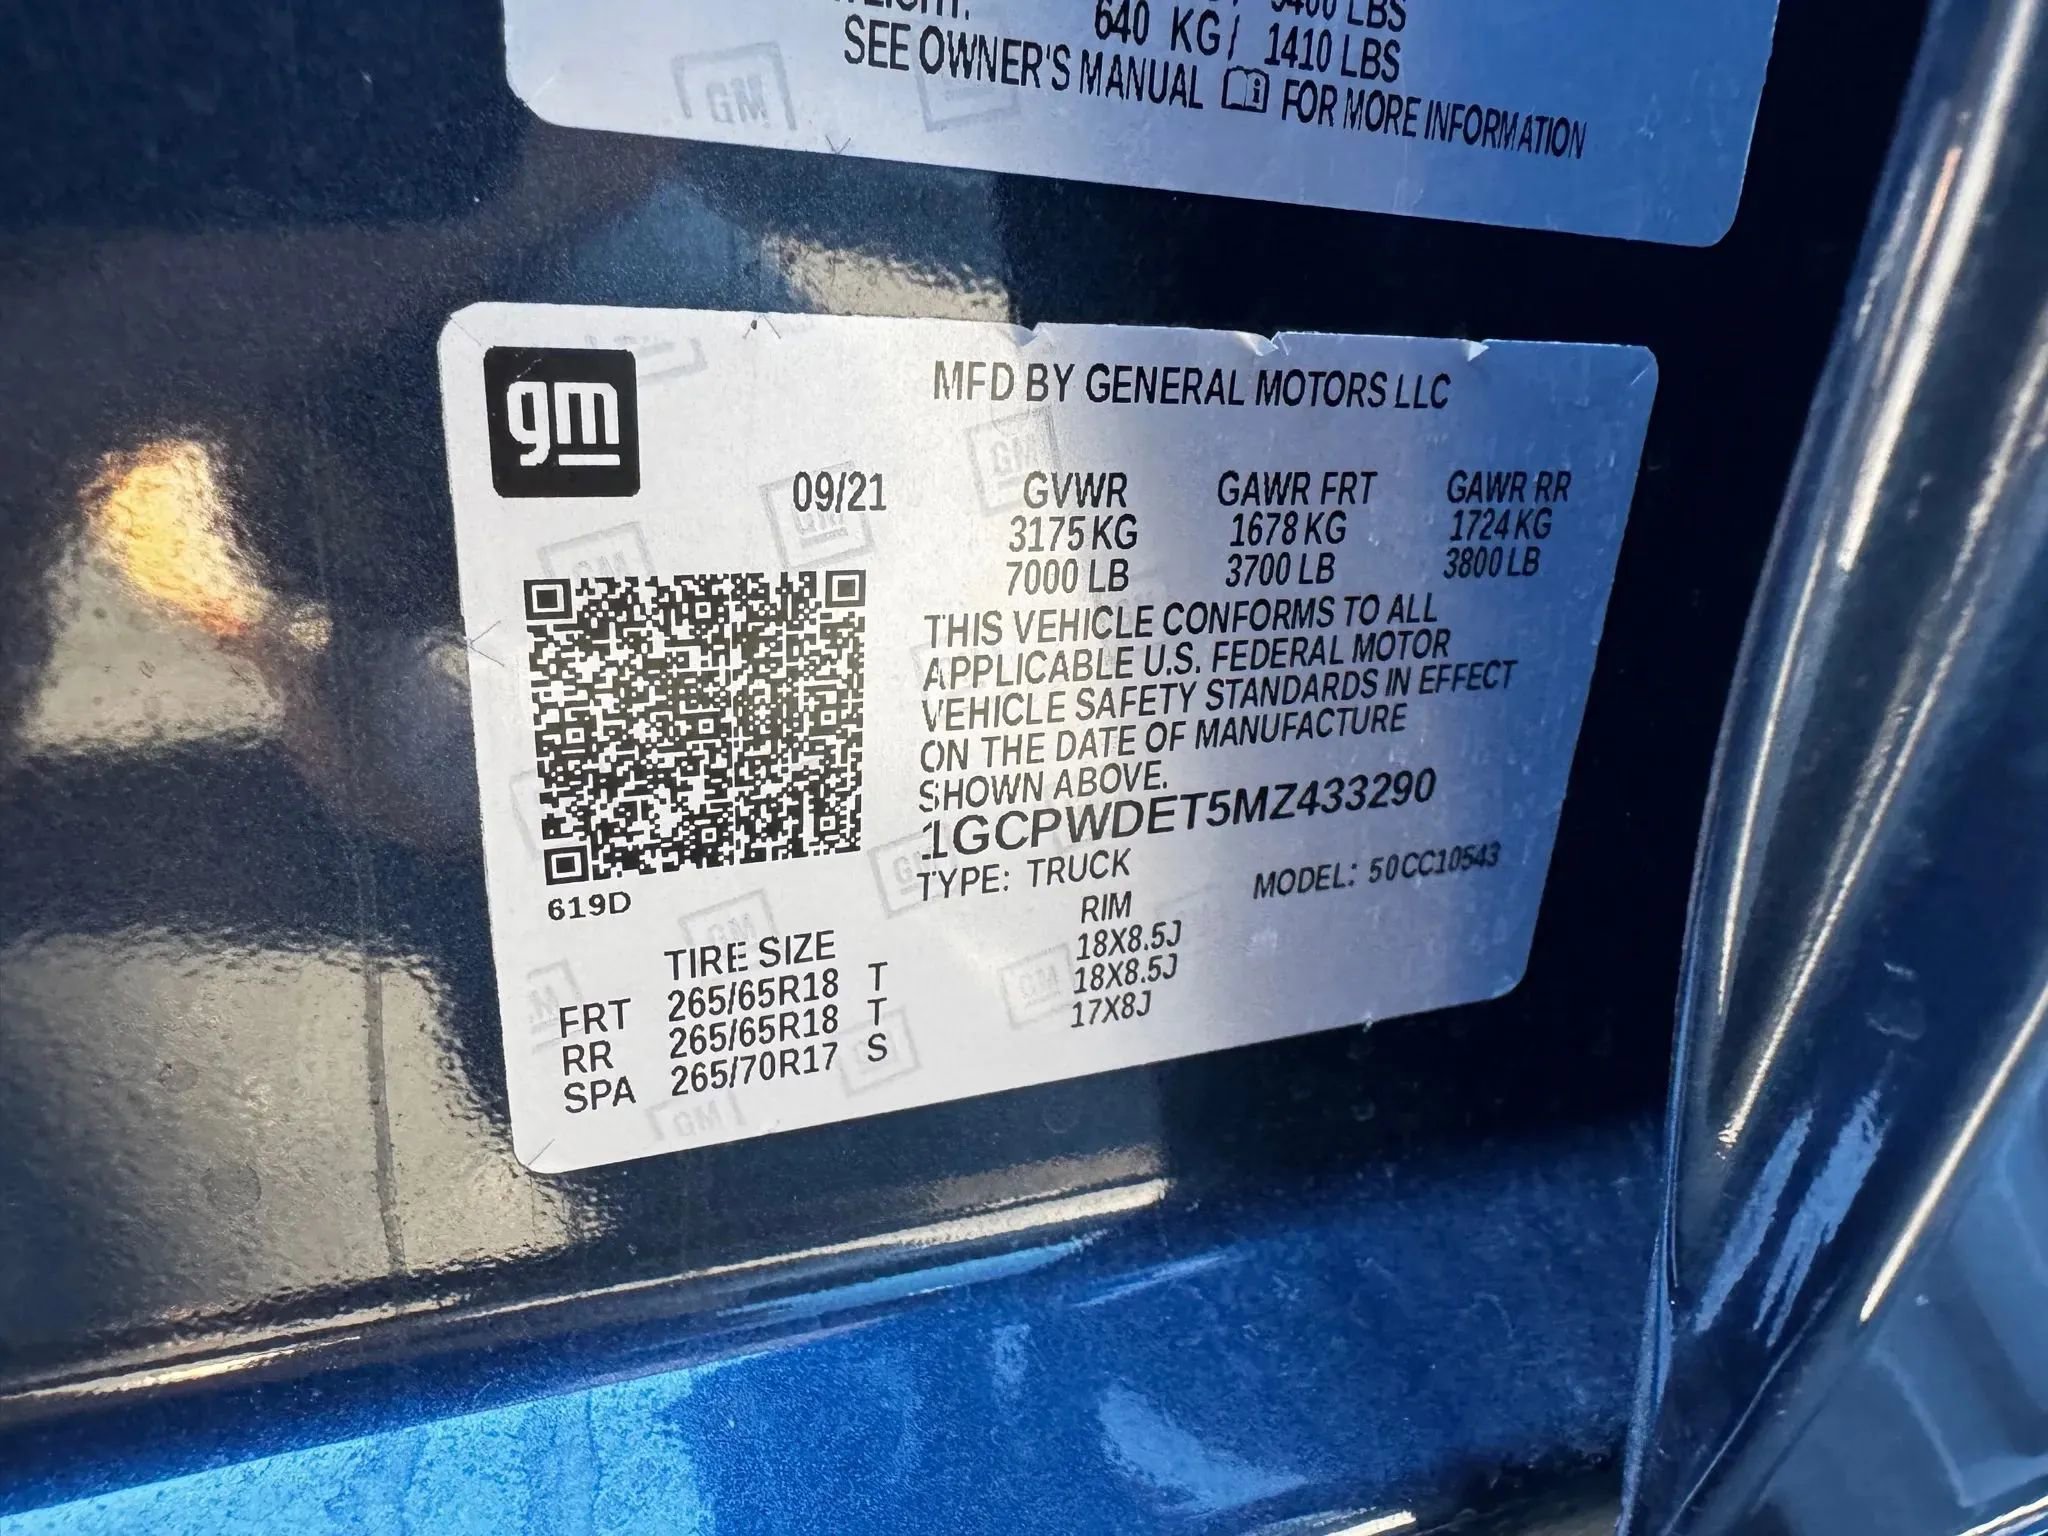 5400 LBS
640 KG/ 1410 LBS
SEE OWNER'S MANUAL FOR MORE INFORMATION
gm
MFD BY GENERAL MOTORS LLC
09/21 GVWR GAWR FRT GAWR RR
3175 KG 1678 KG 1724 KG
7000 LB 3700 LB 3800 LB
THIS VEHICLE CONFORMS TO ALL
APPLICABLE U.S. FEDERAL MOTOR
VEHICLE SAFETY STANDARDS IN EFFECT
ON THE DATE OF MANUFACTURE
SHOWN ABOVE.
1GCPWDET5MZ433290
TYPE: TRUCK MODEL: 50CC10543
619D
TIRE SIZE RIM
FRT 265/65R18 T 18X8.5J
RR 265/65R18 T 18X8.5J
SPA 265/70R17 S 17X8J